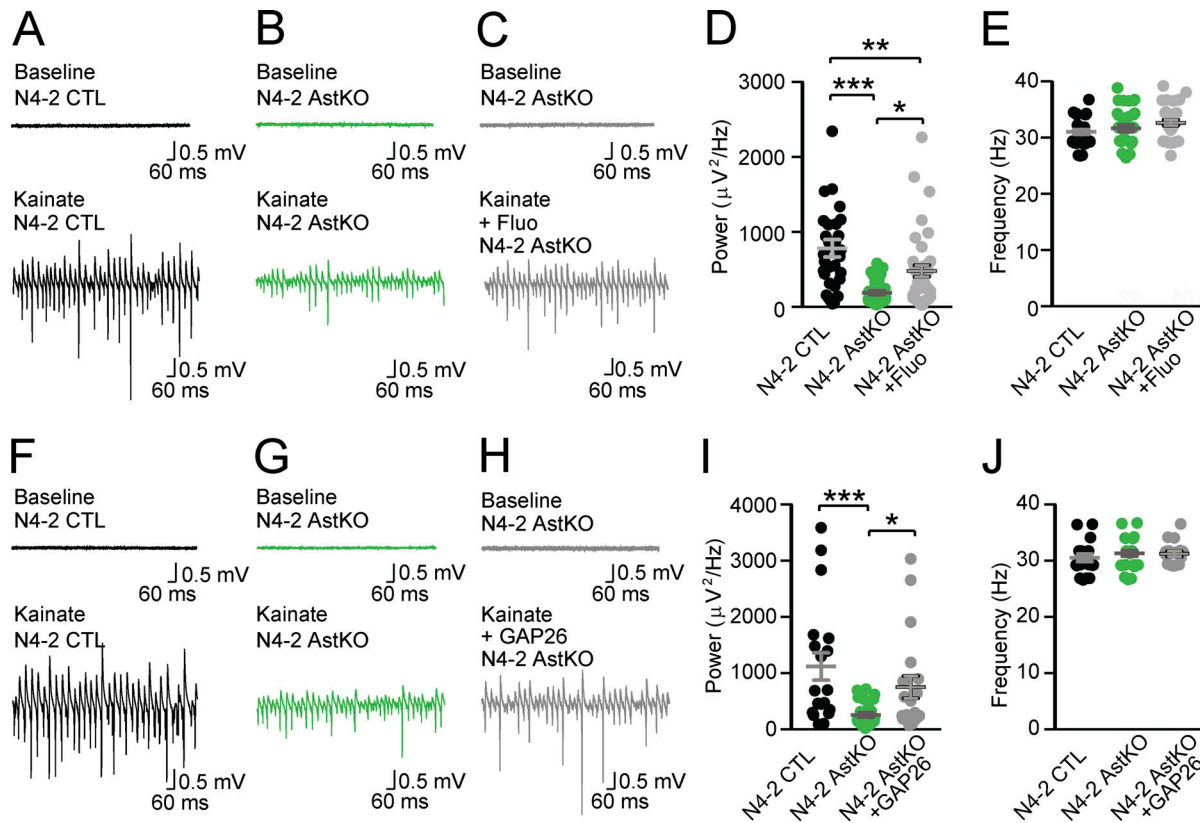 A
Baseline
N4-2 CTL
0.5 mV
60 ms
Kainate
N4-2 CTL
0.5 mV
60 ms
B
Baseline
N4-2 AstKO
0.5 mV
60 ms
Kainate
N4-2 AstKO
0.5 mV
60 ms
C
Baseline
N4-2 AstKO
0.5 mV
60 ms
Kainate
+ Fluo
N4-2 AstKO
0.5 mV
60 ms
D
**
***
*
Power (µV²/Hz)
3000
2000
1000
0
N4-2 CTL
N4-2 AstKO
N4-2 AstKO
+Fluo
E
Frequency (Hz)
40
30
20
10
0
N4-2 CTL
N4-2 AstKO
N4-2 AstKO
+Fluo
F
Baseline
N4-2 CTL
0.5 mV
60 ms
Kainate
N4-2 CTL
0.5 mV
60 ms
G
Baseline
N4-2 AstKO
0.5 mV
60 ms
Kainate
N4-2 AstKO
0.5 mV
60 ms
H
Baseline
N4-2 AstKO
0.5 mV
60 ms
Kainate
+ GAP26
N4-2 AstKO
0.5 mV
60 ms
I
***
*
Power (µV²/Hz)
4000
3000
2000
1000
0
N4-2 CTL
N4-2 AstKO
N4-2 AstKO
+GAP26
J
Frequency (Hz)
40
30
20
10
0
N4-2 CTL
N4-2 AstKO
N4-2 AstKO
+GAP26